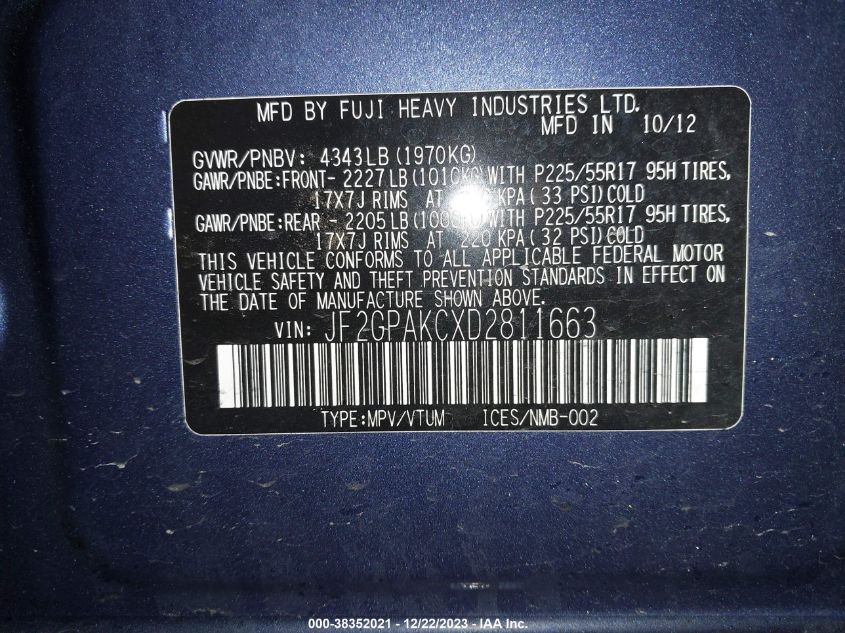 MFD BY FUJI HEAVY INDUSTRIES LTD.
MFD IN 10/12
GVWR/PNBV: 4343LB (1970KG)
GAWR/PNBE:FRONT- 2227LB (1010KG)WITH P225/55R17 95H TIRES,
17X7J RIMS AT KPA( 33 PSI)COLD
GAWR/PNBE:REAR - 2205LB WITH P225/55R17 95H TIRES,
17X7J RIMS AT 220 KPA( 32 PSI)COLD
THIS VEHICLE CONFORMS TO ALL APPLICABLE FEDERAL MOTOR
VEHICLE SAFETY AND THEFT PREVENTION STANDARDS IN EFFECT ON
THE DATE OF MANUFACTURE SHOWN ABOVE.
VIN: JF2GPAKCXD2811663
TYPE:MPV/VTUM ICES/NMB-002
000-38352021 - 12/22/2023 - Seguin, TX - USA.